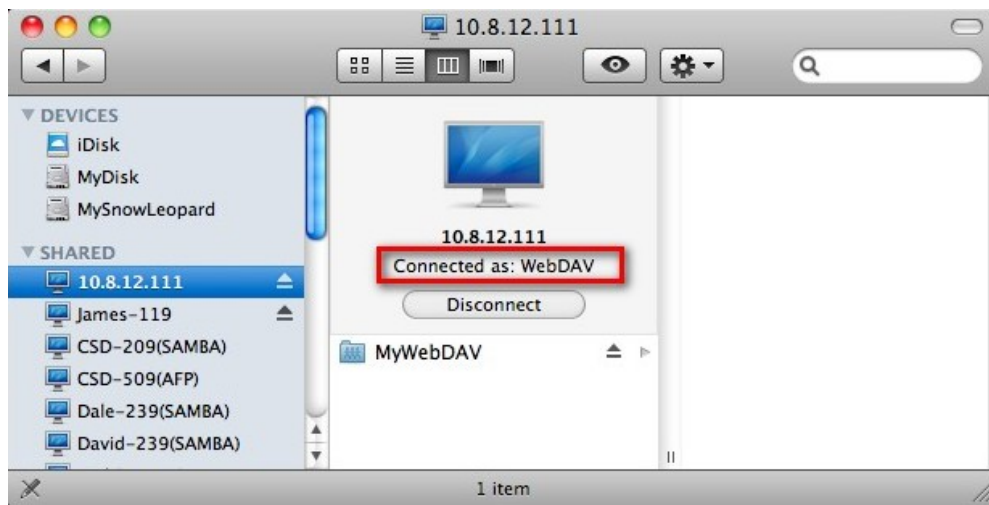 10.8.12.111
DEVICES
iDisk
MyDisk
MySnowLeopard
SHARED
10.8.12.111
James-119
CSD-209(SAMBA)
CSD-509(AFP)
Dale-239(SAMBA)
David-239(SAMBA)
10.8.12.111
Connected as: WebDAV
Disconnect
MyWebDAV
1 item